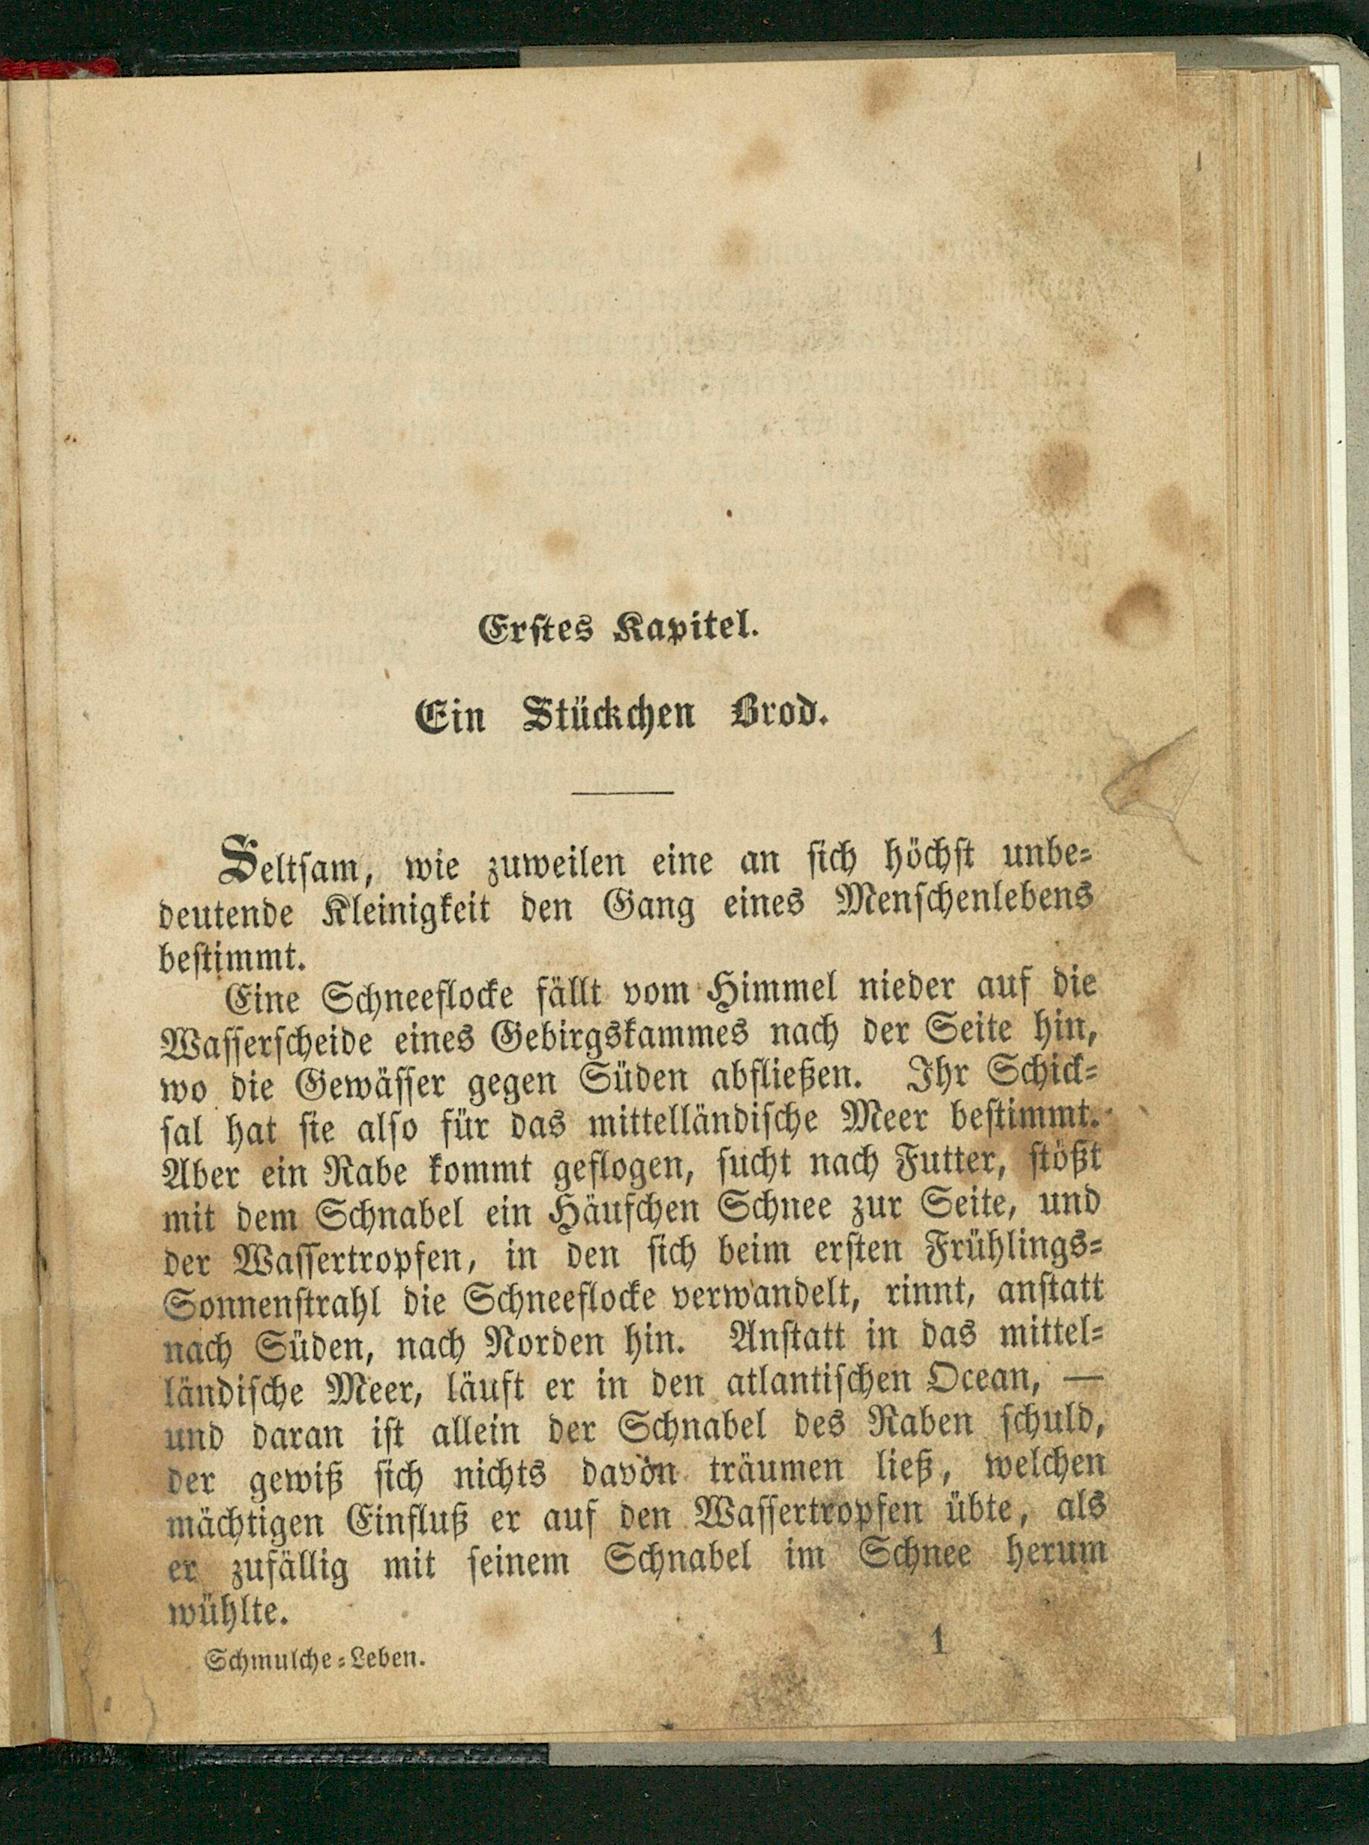 Erstes Kapitel.
Ein Stückchen Brod.
Seltsam, wie zuweilen eine an sich höchst unbe-
deutende Kleinigkeit den Gang eines Menschenlebens
bestimmt.
Eine Schneeflocke fällt vom Himmel nieder auf die
Wasserscheide eines Gebirgskammes nach der Seite hin,
wo die Gewässer gegen Süden abfließen. Ihr Schick-
sal hat sie also für das mittelländische Meer bestimmt.
Aber ein Rabe kommt geflogen, sucht nach Futter, stößt
mit dem Schnabel ein Häufchen Schnee zur Seite, und
der Wassertropfen, in den sich beim ersten Frühlings-
Sonnenstrahl die Schneeflocke verwandelt, rinnt, anstatt
nach Süden, nach Norden hin. Anstatt in das mittel-
ländische Meer, läuft er in den atlantischen Ocean, —
und daran ist allein der Schnabel des Raben schuld,
der gewiß sich nichts davon träumen ließ, welchen
mächtigen Einfluß er auf den Wassertropfen übte, als
er zufällig mit seinem Schnabel im Schnee herum
wühlte.
Schmulche-Leben. 1